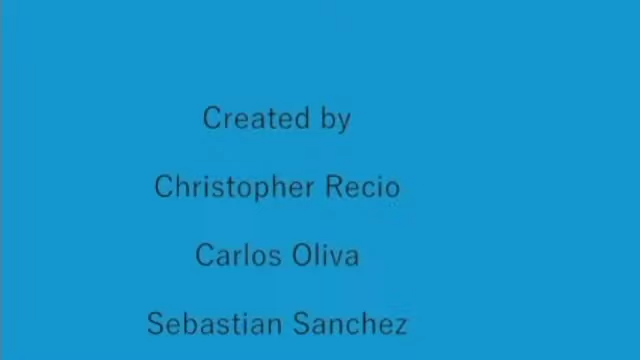 Created by
Christopher Recio
Carlos Oliva
Sebastian Sanchez